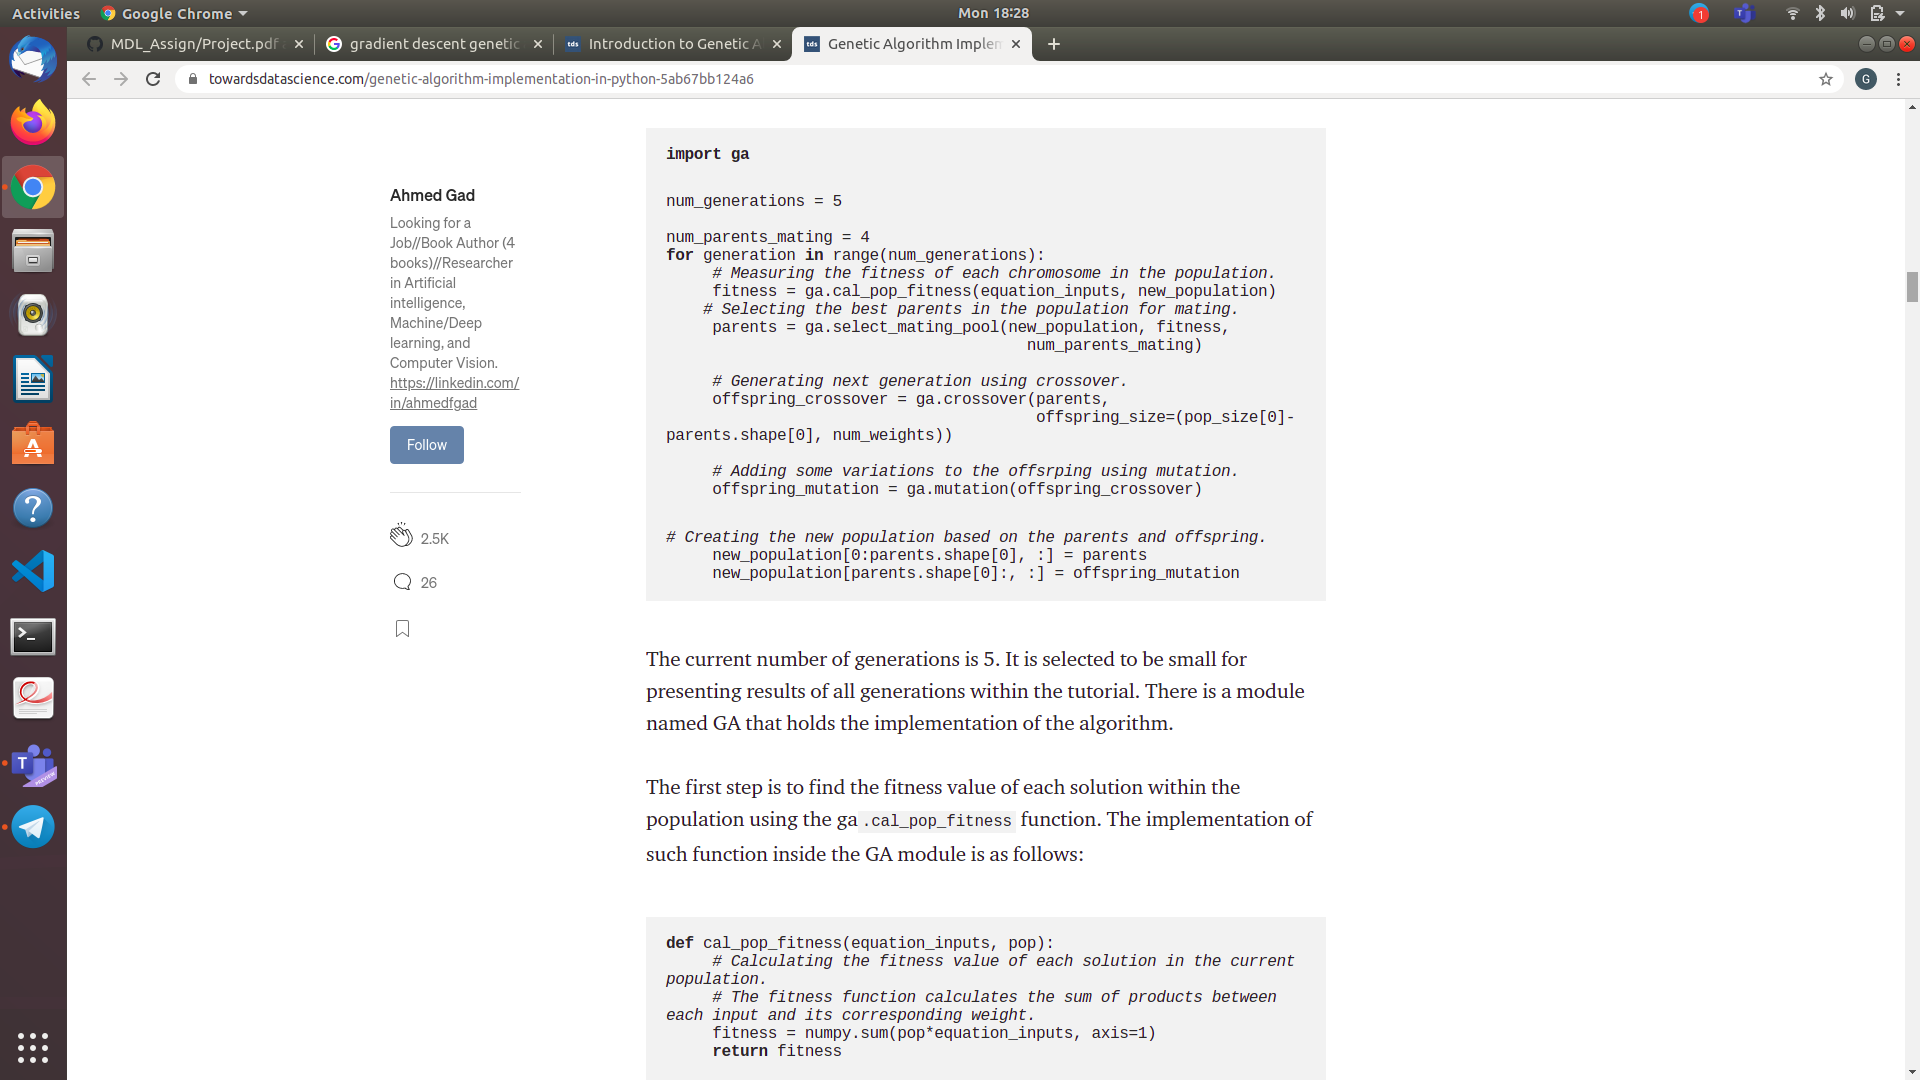 Activities
Google Chrome
Mon 18:28
1
MDL_Assign/Project.pdf
gradient descent genetic
Introduction to Genetic A
Genetic Algorithm Implem
towardsdatascience.com/genetic-algorithm-implementation-in-python-5ab67bb124a6
G
Ahmed Gad
Looking for a
Job//Book Author (4
books)//Researcher
in Artificial
intelligence,
Machine/Deep
learning, and
Computer Vision.
https://linkedin.com/
in/ahmedfgad
Follow
2.5K
26
import ga
num_generations = 5
num_parents_mating = 4
for generation in range(num_generations):
# Measuring the fitness of each chromosome in the population.
fitness = ga.cal_pop_fitness(equation_inputs, new_population)
# Selecting the best parents in the population for mating.
parents = ga.select_mating_pool(new_population, fitness,
num_parents_mating)
# Generating next generation using crossover.
offspring_crossover = ga.crossover(parents,
offspring_size=(pop_size[0]-
parents.shape[0], num_weights))
# Adding some variations to the offsrping using mutation.
offspring_mutation = ga.mutation(offspring_crossover)
# Creating the new population based on the parents and offspring.
new_population[0:parents.shape[0], :] = parents
new_population[parents.shape[0]:, :] = offspring_mutation
The current number of generations is 5. It is selected to be small for
presenting results of all generations within the tutorial. There is a module
named GA that holds the implementation of the algorithm.
The first step is to find the fitness value of each solution within the
population using the ga.cal_pop_fitness function. The implementation of
such function inside the GA module is as follows:
def cal_pop_fitness(equation_inputs, pop):
# Calculating the fitness value of each solution in the current
population.
# The fitness function calculates the sum of products between
each input and its corresponding weight.
fitness = numpy.sum(pop*equation_inputs, axis=1)
return fitness